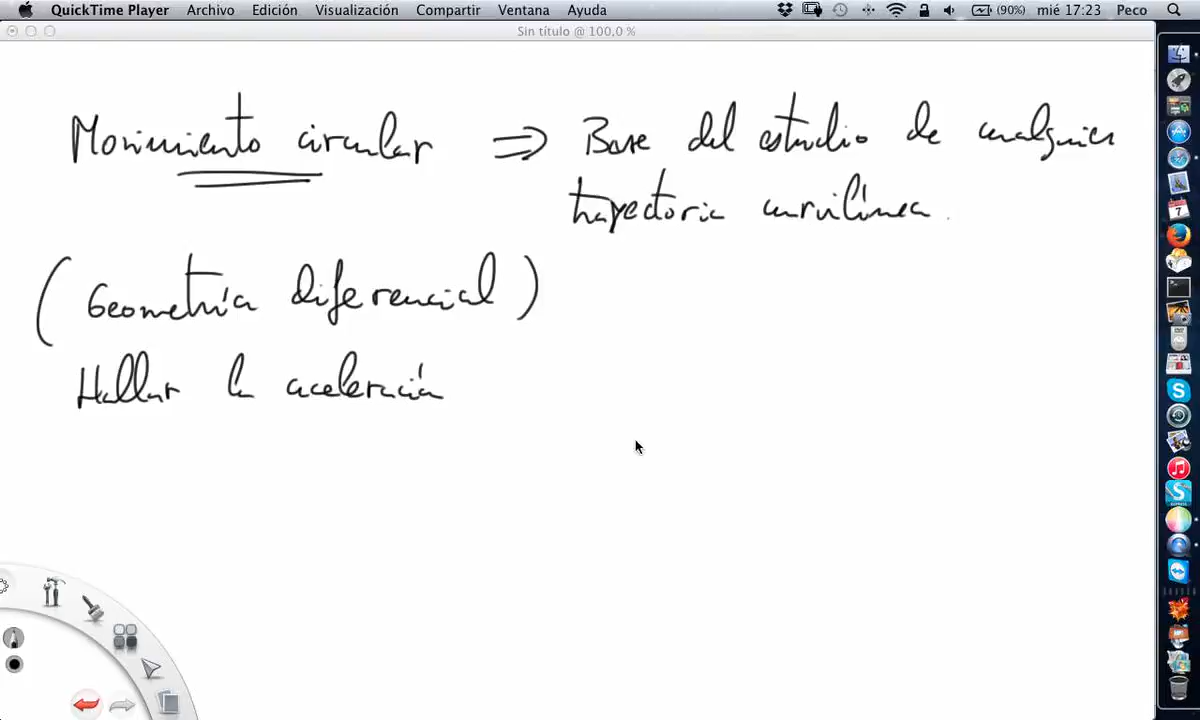 QuickTime Player Archivo Edición Visualización Compartir Ventana Ayuda (90%) mié 17:23 Peco
Sin título @ 100,0 %
Movimiento circular ⇒ Base del estudio de cualquier
trayectoria curvilínea.
(Geometría diferencial)
Hallar la aceleración